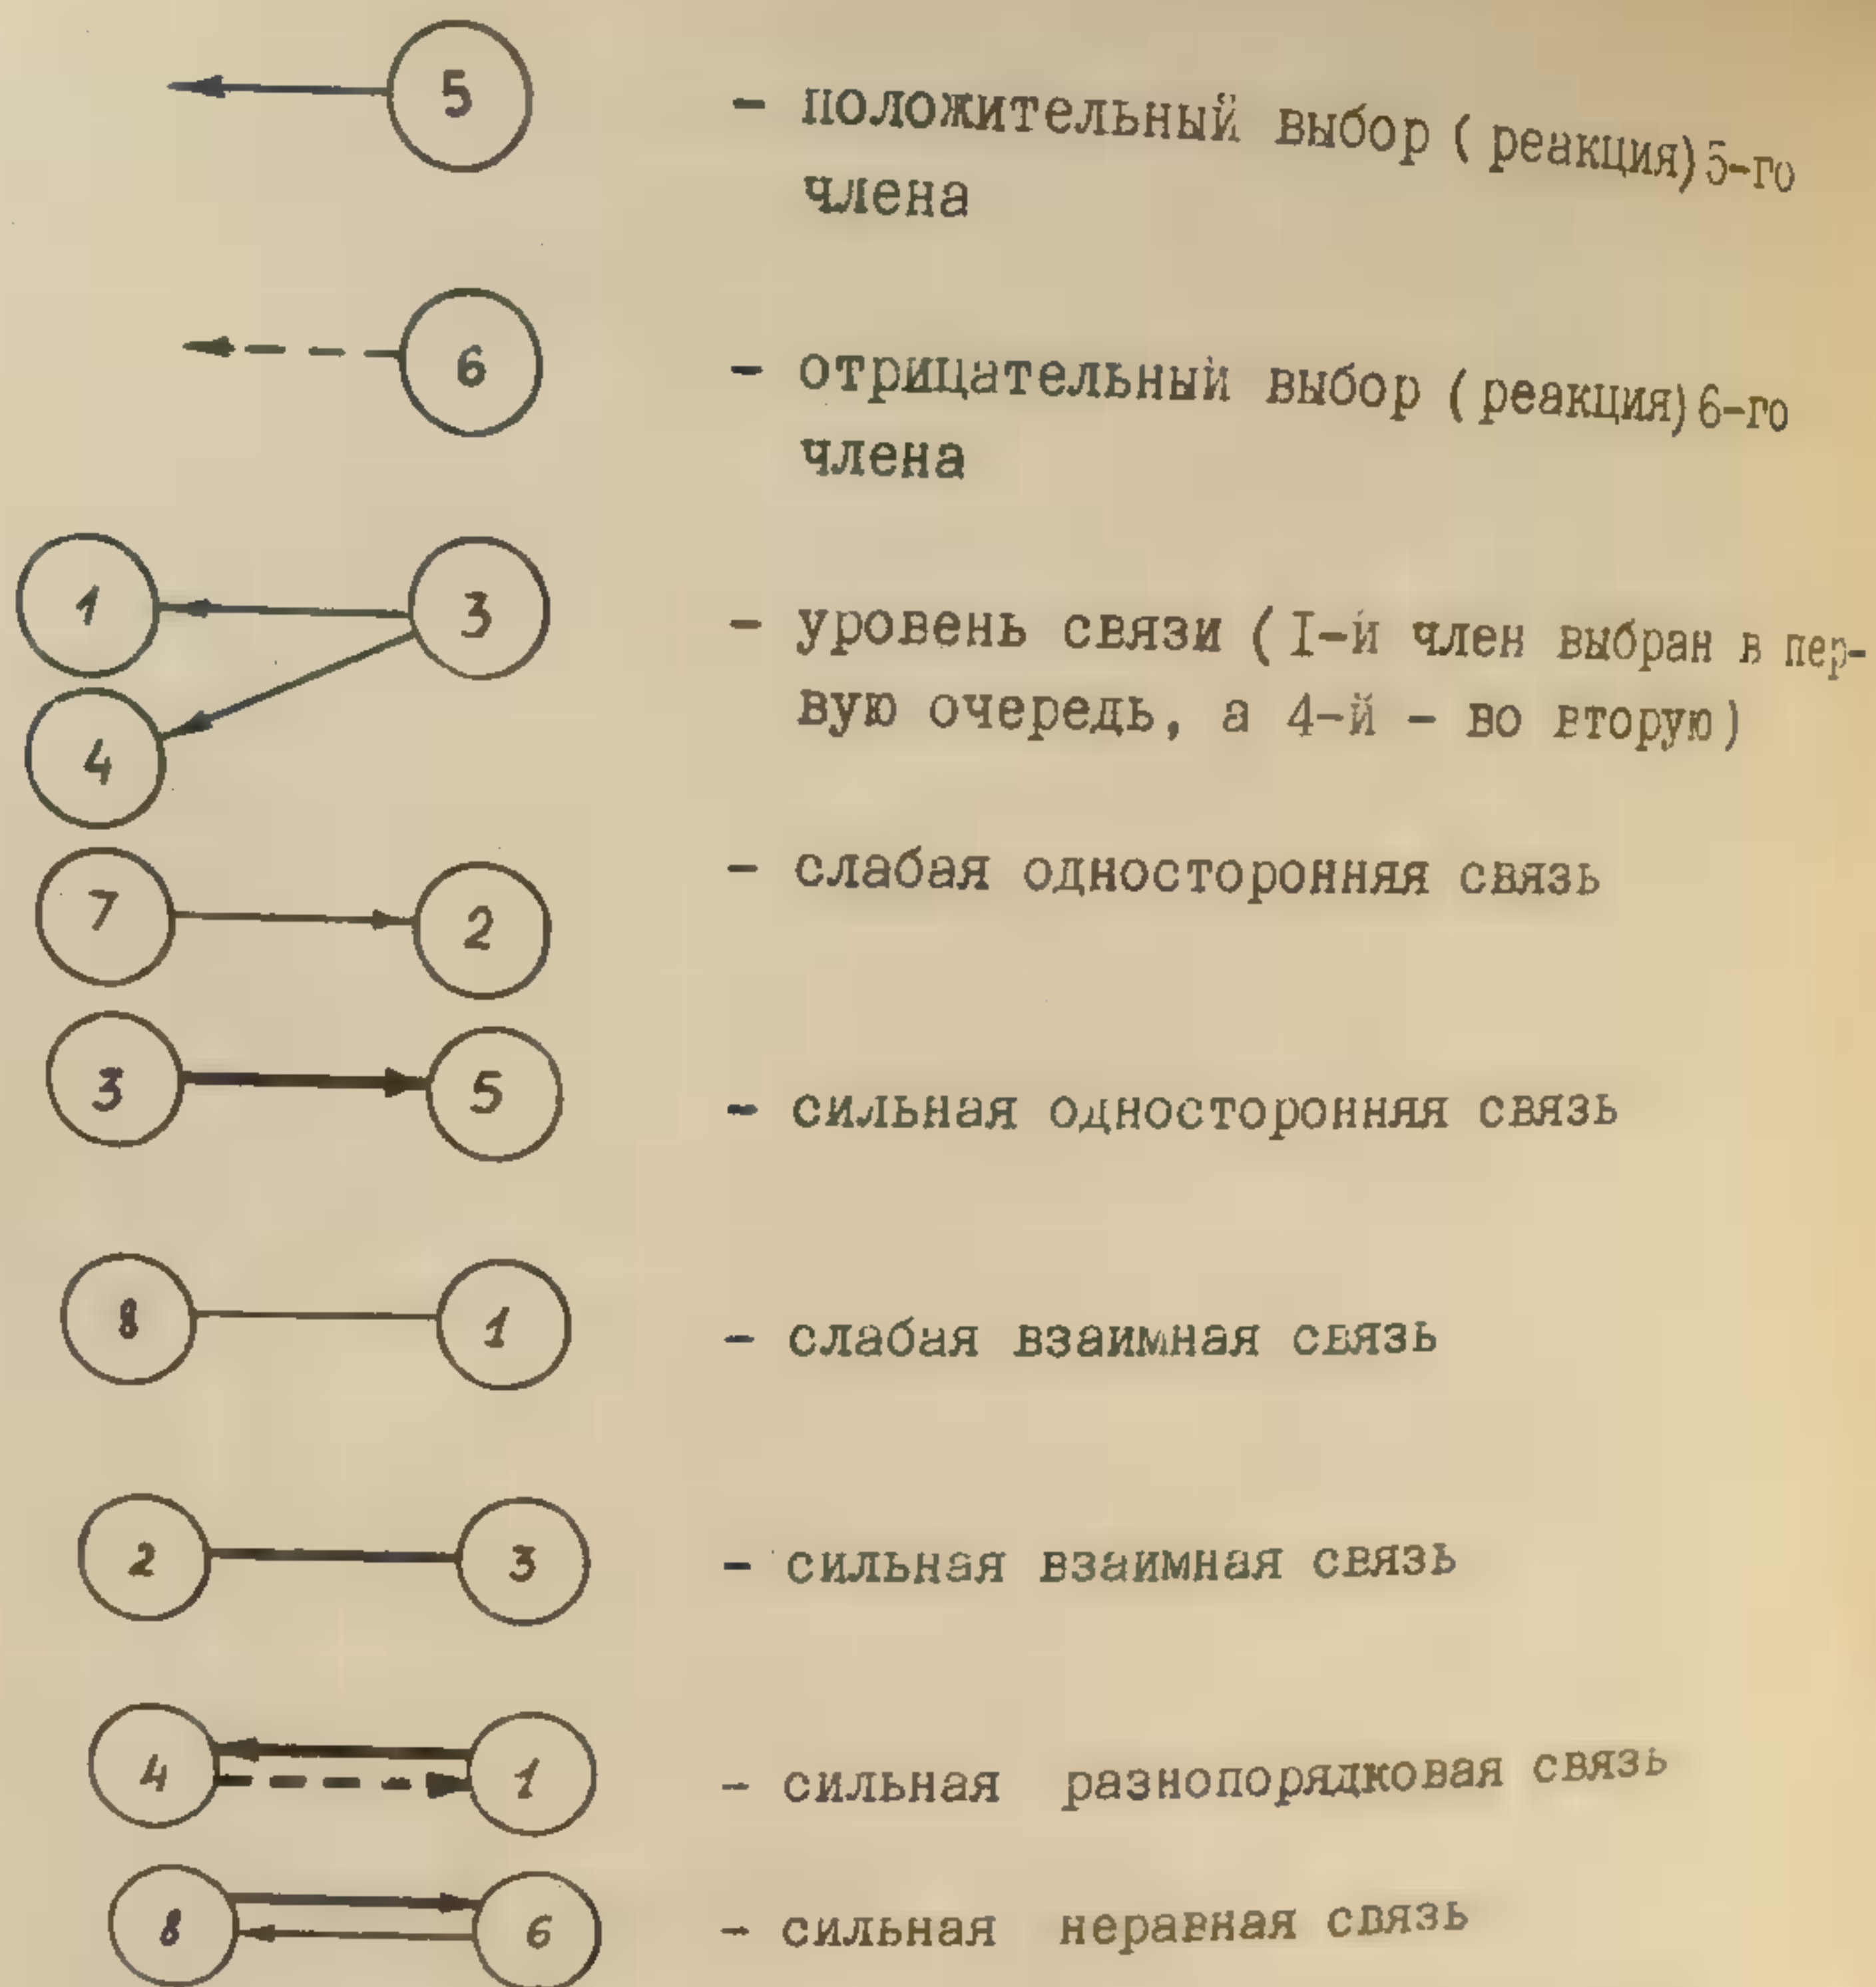 5 - положительный выбор (реакция) 5-го
члена
6 - отрицательный выбор (реакция) 6-го
члена
1 3 - уровень связи (I-й член выбран в пер-
4 вую очередь, а 4-й - во вторую)
7 2 - слабая односторонняя связь
3 5 - сильная односторонняя связь
8 1 - слабая взаимная связь
2 3 - сильная взаимная связь
4 1 - сильная разнопорядковая связь
8 6 - сильная неравная связь